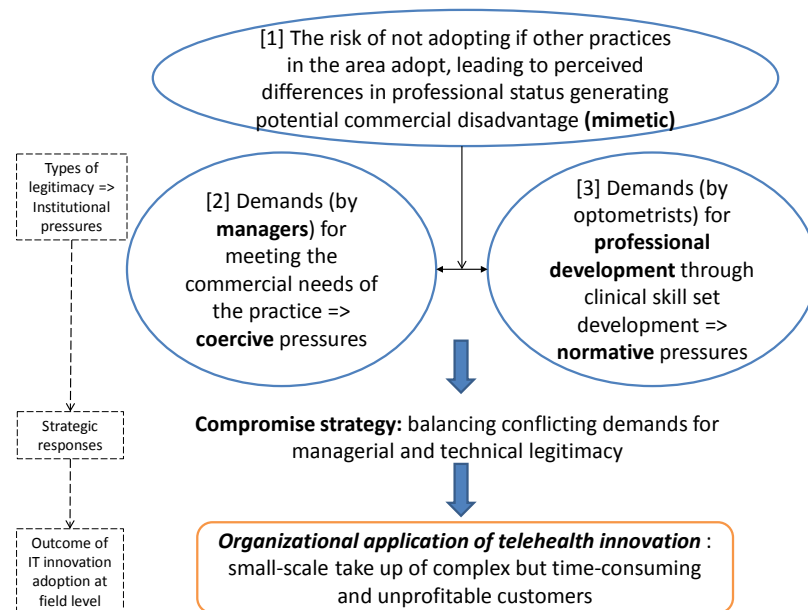 [1] The risk of not adopting if other practices
in the area adopt, leading to perceived
differences in professional status generating
potential commercial disadvantage (mimetic)
Types of
legitimacy =>
Institutional
pressures
[2] Demands (by
managers) for
meeting the
commercial needs of
the practice =>
coercive pressures
[3] Demands (by
optometrists) for
professional
development through
clinical skill set
development =>
normative pressures
Strategic
responses
Compromise strategy: balancing conflicting demands for
managerial and technical legitimacy
Outcome of
IT innovation
adoption at
field level
Organizational application of telehealth innovation :
small-scale take up of complex but time-consuming
and unprofitable customers